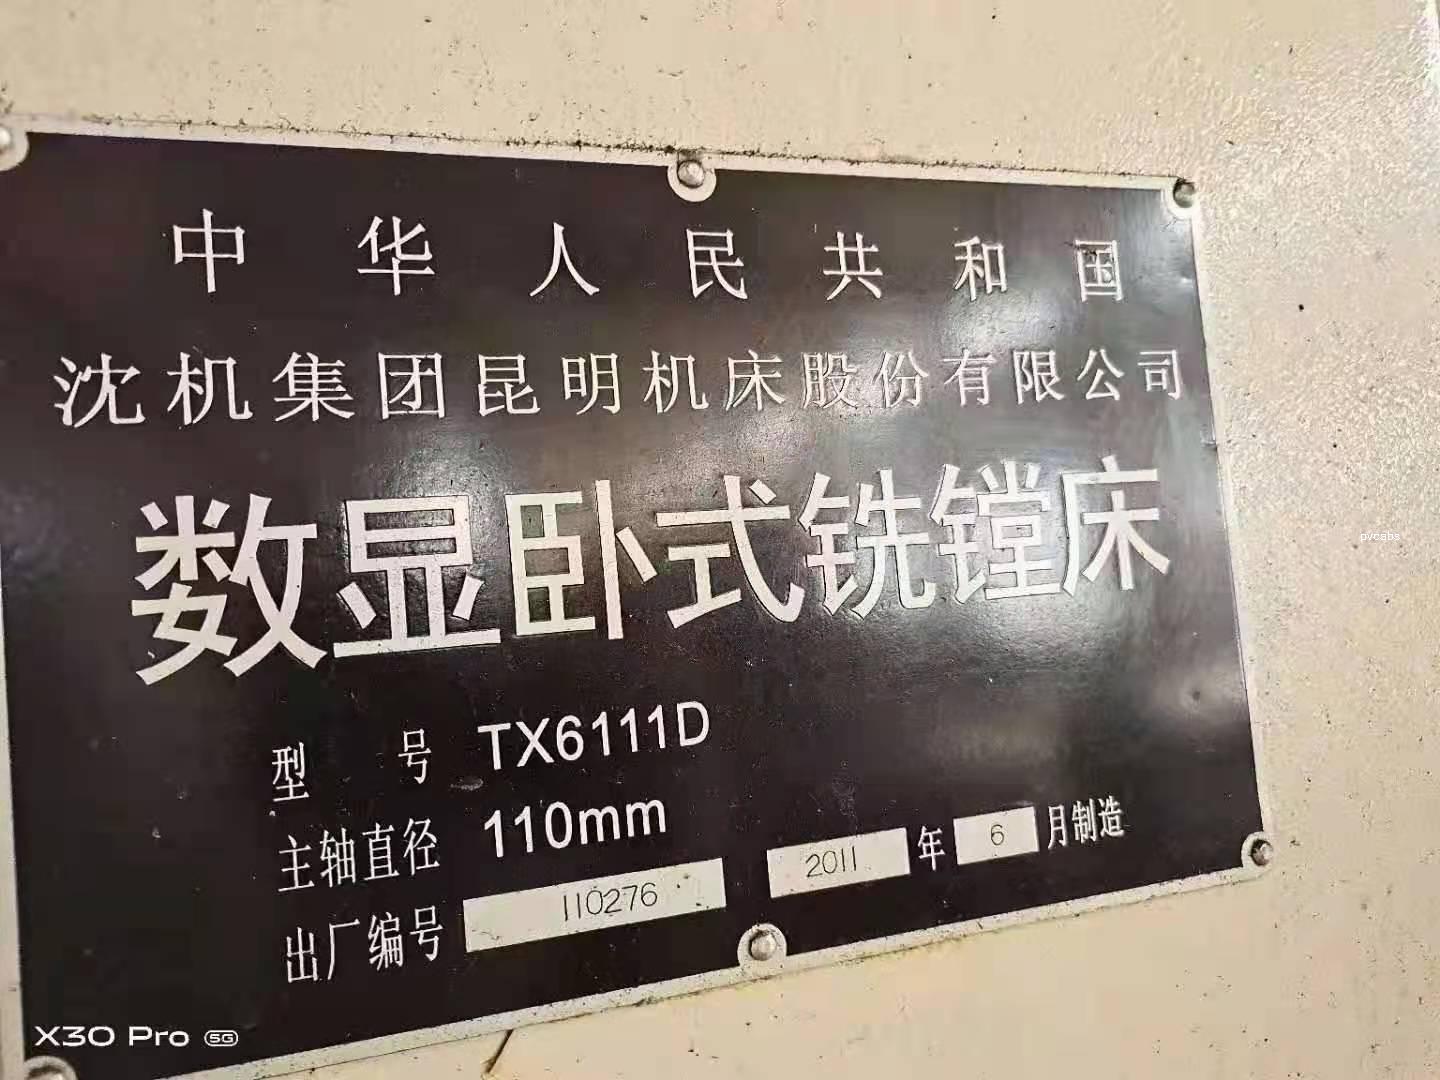 中华人民共和国
沈机集团昆明机床股份有限公司
数显卧式铣镗床
型号 TX6111D
主轴直径 110mm
出厂编号 110276 2011 年 6 月制造
pvcabs
X30 Pro 5G